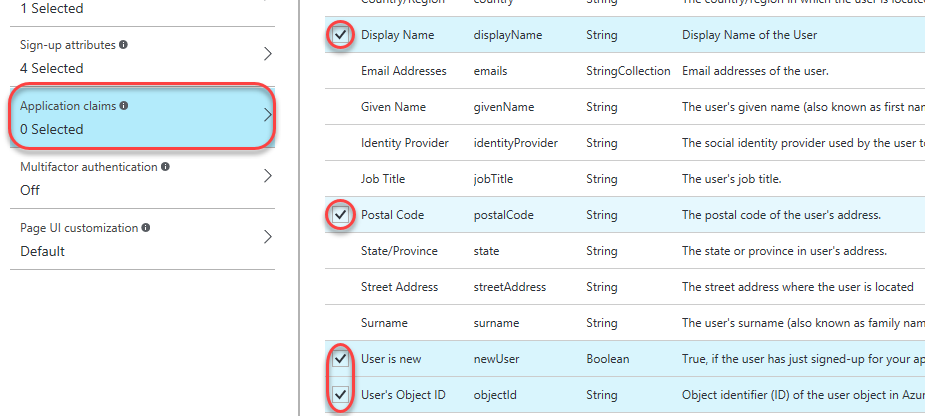 1 Selected
Sign-up attributes
4 Selected
Application claims
0 Selected
Multifactor authentication
Off
Page UI customization
Default
Country/Region country String The country/region in which the user is located
Display Name displayName String Display Name of the User
Email Addresses emails StringCollection Email addresses of the user.
Given Name givenName String The user's given name (also known as first nam
Identity Provider identityProvider String The social identity provider used by the user to
Job Title jobTitle String The user's job title.
Postal Code postalCode String The postal code of the user's address.
State/Province state String The state or province in user's address.
Street Address streetAddress String The street address where the user is located
Surname surname String The user's surname (also known as family nam
User is new newUser Boolean True, if the user has just signed-up for your ap
User's Object ID objectId String Object identifier (ID) of the user object in Azur